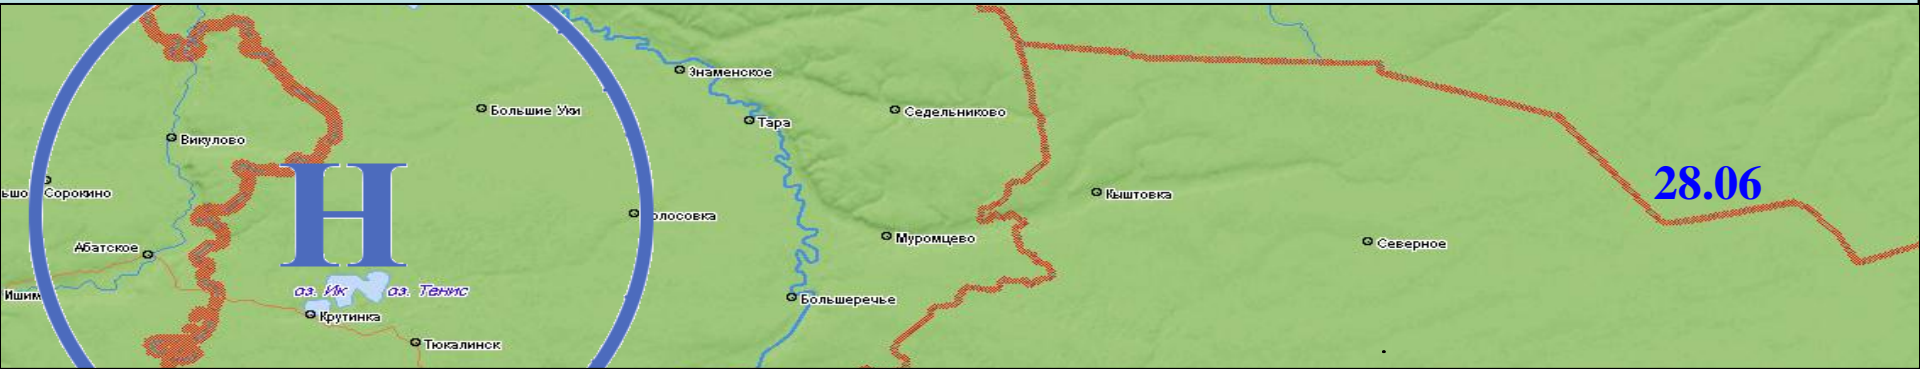 Знаменское
Большие Уки
Седельниково
Тара
Викулово
28.06
Н
ьшо Сорокино
Кыштовка
олосовка
Муромцево
Северное
Абатское
Ишим
оз. Ик оз. Тенис
Большеречье
Крутинка
Тюкалинск